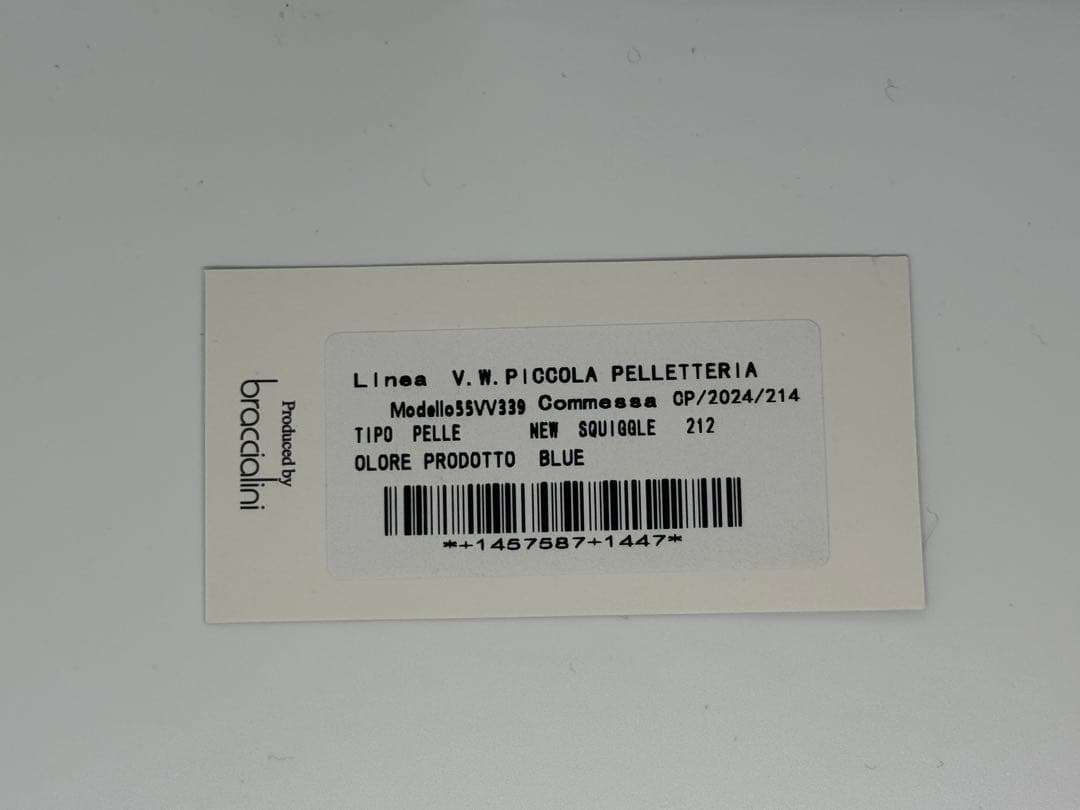 Linea V.W.PICCOLA PELLETTERIA
Modello55VV339 Commessa CP/2024/214
TIPO PELLE NEW SQUIGGLE 212
OLORE PRODOTTO BLUE
*+1457587+1447*
Produced by
braccialini